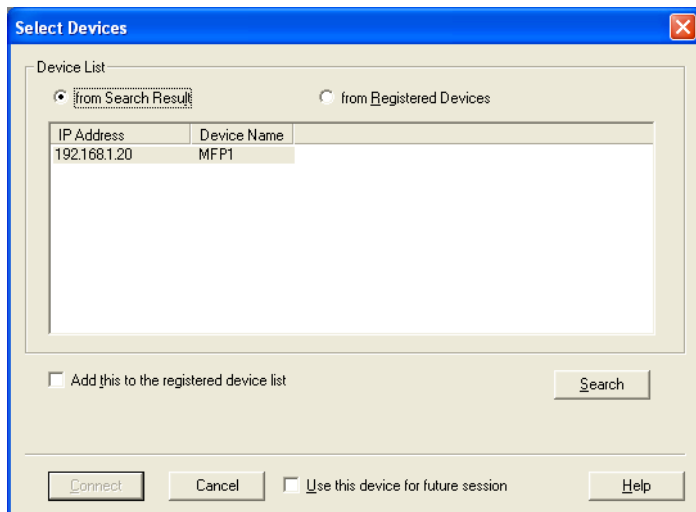 Select Devices
Device List
from Search Result
from Registered Devices
IP Address Device Name
192.168.1.20 MFP1
Add this to the registered device list
Search
Connect Cancel Use this device for future session Help